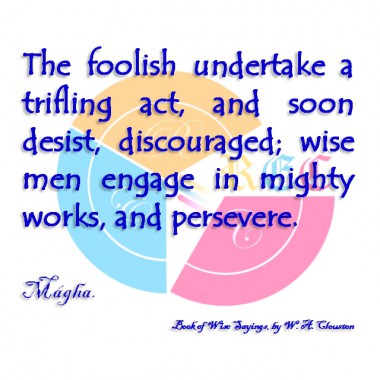 The foolish undertake a
trifling act, and soon
desist, discouraged; wise
men engage in mighty
works, and persevere.
Mágha.
Book of Wise Sayings, by W. A. Clouston